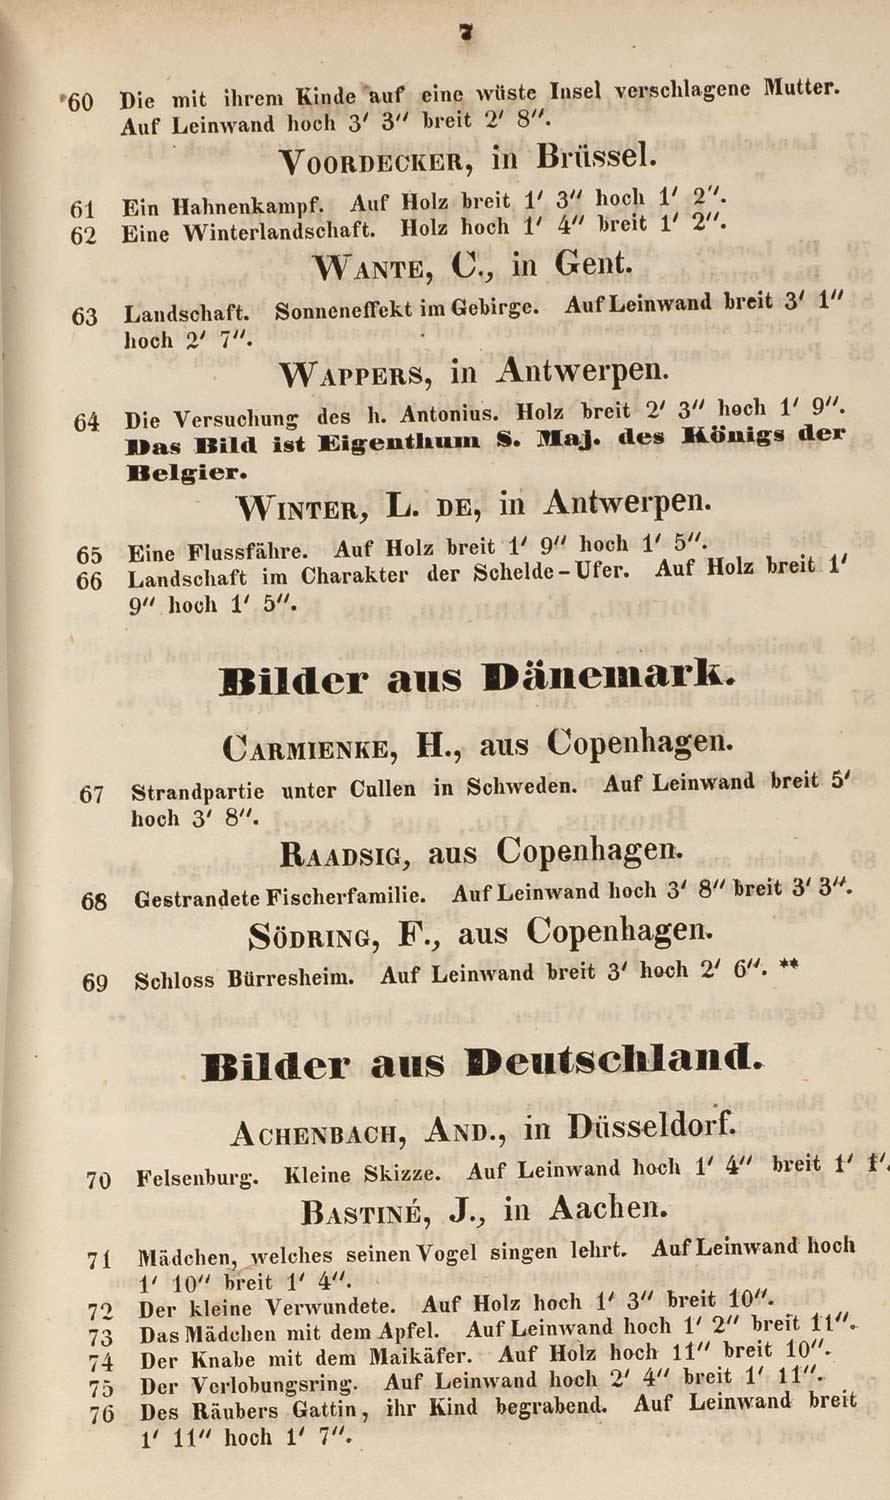 7
*60 Die mit ihrem Kinde auf eine wüste Insel verschlagene Mutter.
Auf Leinwand hoch 3′ 3″ breit 2′ 8″.
VOORDECKER, in Brüssel.
61 Ein Hahnenkampf. Auf Holz breit 1′ 3″ hoch 1′ 2″.
62 Eine Winterlandschaft. Holz hoch 1′ 4″ breit 1′ 2″.
WANTE, C., in Gent.
63 Landschaft. Sonneneffekt im Gebirge. Auf Leinwand breit 3′ 1″
hoch 2′ 7″.
WAPPERS, in Antwerpen.
64 Die Versuchung des h. Antonius. Holz breit 2′ 3″ hoch 1′ 9″.
Das Bild ist Eigenthum S. Maj. des Königs der
Belgier.
WINTER, L. DE, in Antwerpen.
65 Eine Flussfähre. Auf Holz breit 1′ 9″ hoch 1′ 5″.
66 Landschaft im Charakter der Schelde-Ufer. Auf Holz breit 1′
9″ hoch 1′ 5″.
Bilder aus Dänemark.
CARMIENKE, H., aus Copenhagen.
67 Strandpartie unter Cullen in Schweden. Auf Leinwand breit 5′
hoch 3′ 8″.
RAADSIG, aus Copenhagen.
68 Gestrandete Fischerfamilie. Auf Leinwand hoch 3′ 8″ breit 3′ 3″.
SÖDRING, F., aus Copenhagen.
69 Schloss Bürresheim. Auf Leinwand breit 3′ hoch 2′ 6″. **
Bilder aus Deutschland.
ACHENBACH, AND., in Düsseldorf.
70 Felsenburg. Kleine Skizze. Auf Leinwand hoch 1′ 4″ breit 1′ 1′.
BASTINÉ, J., in Aachen.
71 Mädchen, welches seinen Vogel singen lehrt. Auf Leinwand hoch
1′ 10″ breit 1′ 4″.
72 Der kleine Verwundete. Auf Holz hoch 1′ 3″ breit 10″.
73 Das Mädchen mit dem Apfel. Auf Leinwand hoch 1′ 2″ breit 11″.
74 Der Knabe mit dem Maikäfer. Auf Holz hoch 11″ breit 10″.
75 Der Verlobungsring. Auf Leinwand hoch 2′ 4″ breit 1′ 11″.
76 Des Räubers Gattin, ihr Kind begrabend. Auf Leinwand breit
1′ 11″ hoch 1′ 7″.